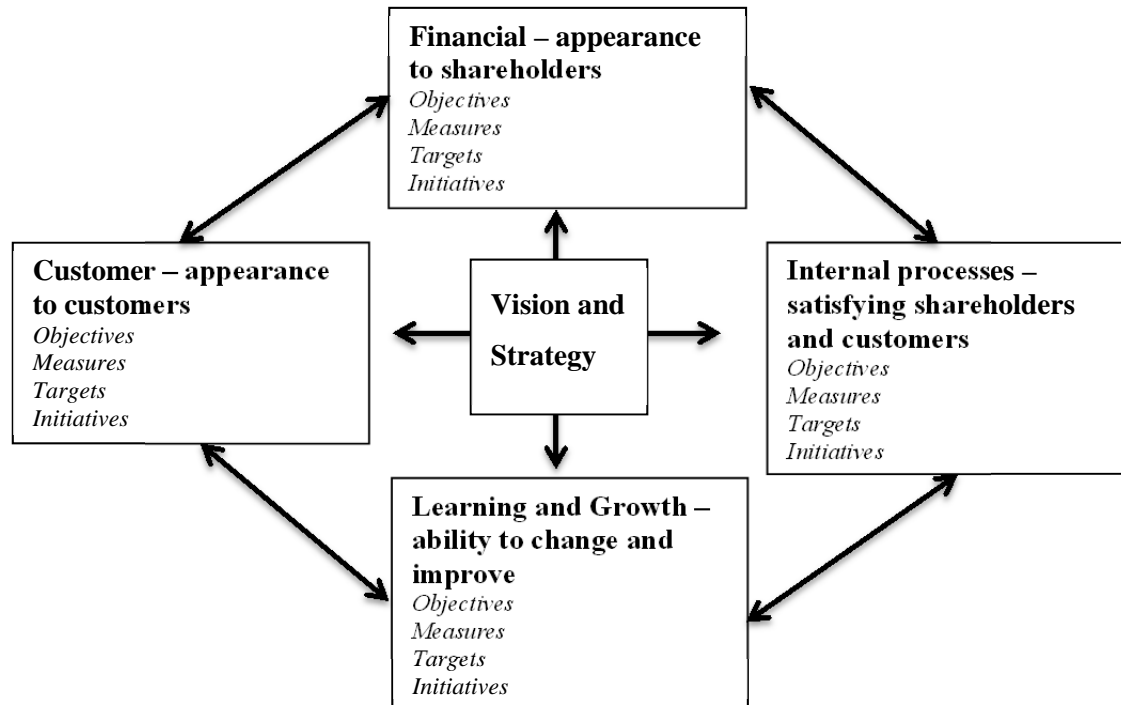 Financial – appearance
to shareholders
Objectives
Measures
Targets
Initiatives
Customer – appearance
to customers
Objectives
Measures
Targets
Initiatives
Vision and
Strategy
Internal processes –
satisfying shareholders
and customers
Objectives
Measures
Targets
Initiatives
Learning and Growth –
ability to change and
improve
Objectives
Measures
Targets
Initiatives